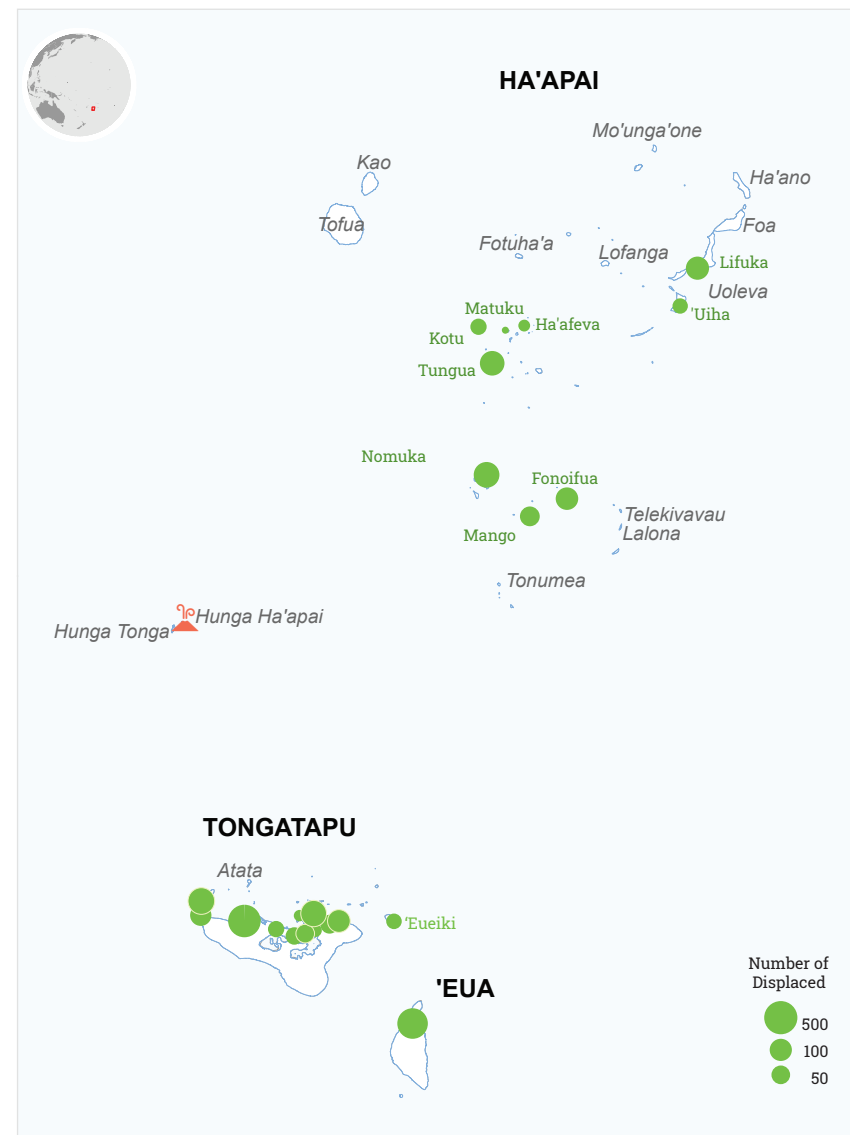 HA'APAI
Mo'unga'one
Kao
Ha'ano
Tofua
Foa
Fotuha'a
Lofanga
Lifuka
Uoleva
Matuku
'Uiha
Ha'afeva
Kotu
Tungua
Nomuka
Fonoifua
Telekivavau
Mango
Lalona
Tonumea
Hunga Ha'apai
Hunga Tonga
TONGATAPU
Atata
'Eueiki
'EUA
Number of
Displaced
500
100
50